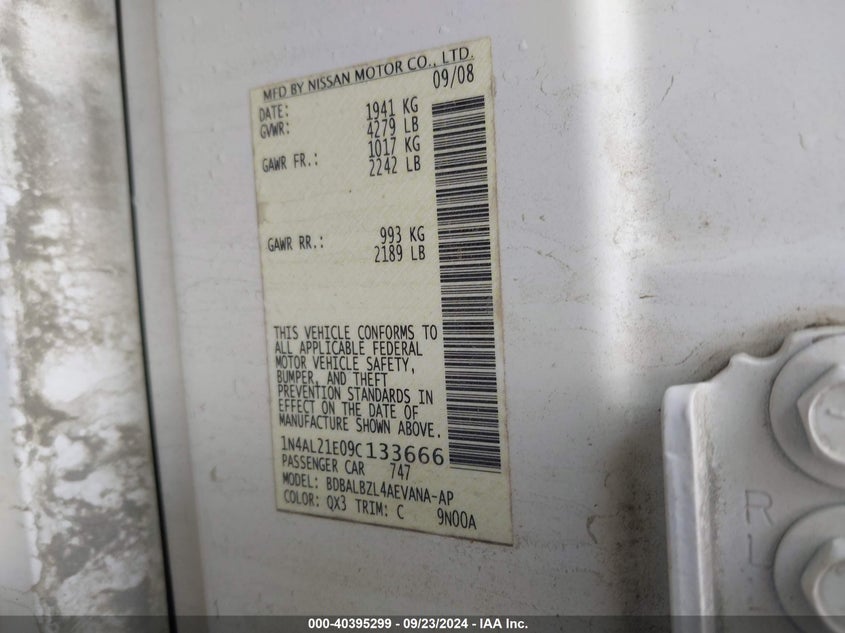 MFD BY NISSAN MOTOR CO., LTD.
DATE: 09/08
GVWR: 1941 KG
4279 LB
GAWR FR.: 1017 KG
2242 LB
GAWR RR.: 993 KG
2189 LB
THIS VEHICLE CONFORMS TO
ALL APPLICABLE FEDERAL
MOTOR VEHICLE SAFETY,
BUMPER, AND THEFT
PREVENTION STANDARDS IN
EFFECT ON THE DATE OF
MANUFACTURE SHOWN ABOVE.
1N4AL21E09C133666
PASSENGER CAR 747
MODEL: BDBALBZL4AEVANA-AP
COLOR: QX3 TRIM: C 9N00A
R
L
000-40395299 - 09/23/2024 - IAA Inc.